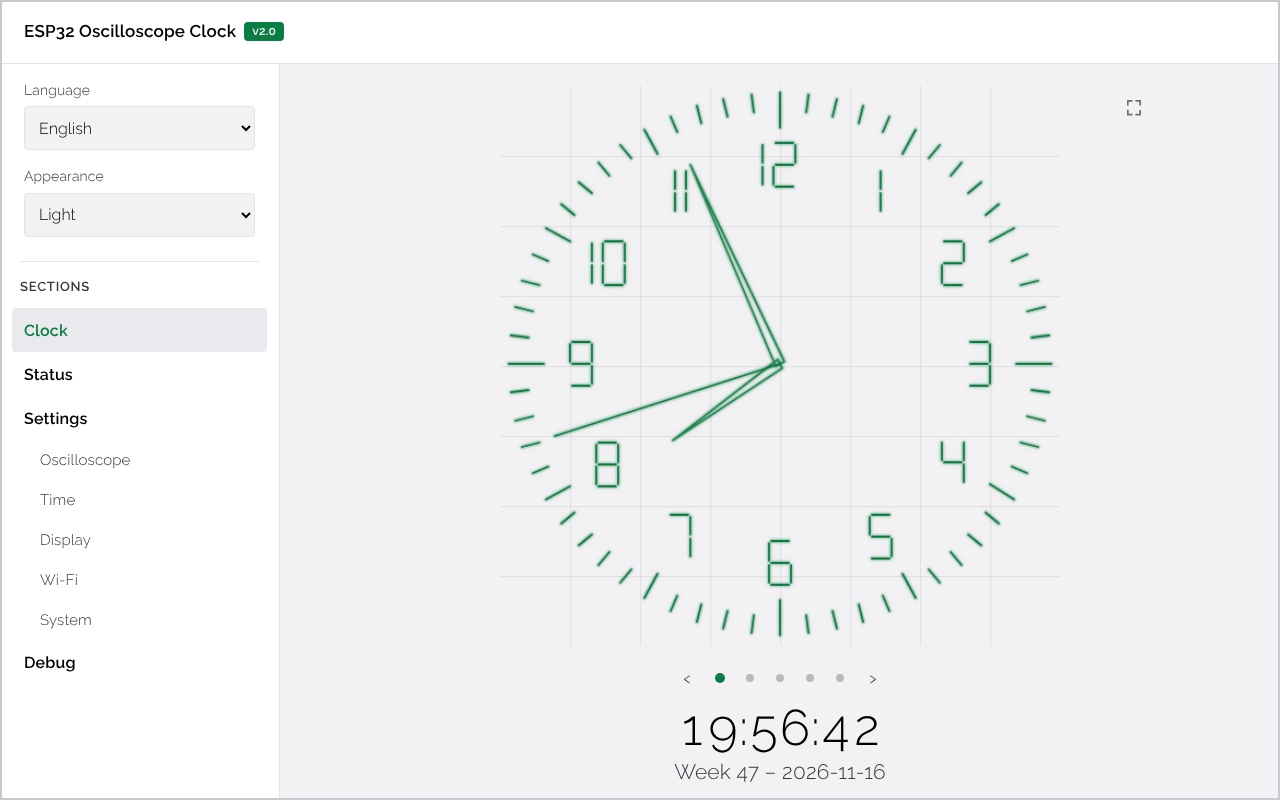 ESP32 Oscilloscope Clock v2.0
Language
English
Appearance
Light
SECTIONS
Clock
Status
Settings
Oscilloscope
Time
Display
Wi-Fi
System
Debug
12
11 1
10 2
9 3
8 4
7 5
6
< >
19:56:42
Week 47 – 2026-11-16